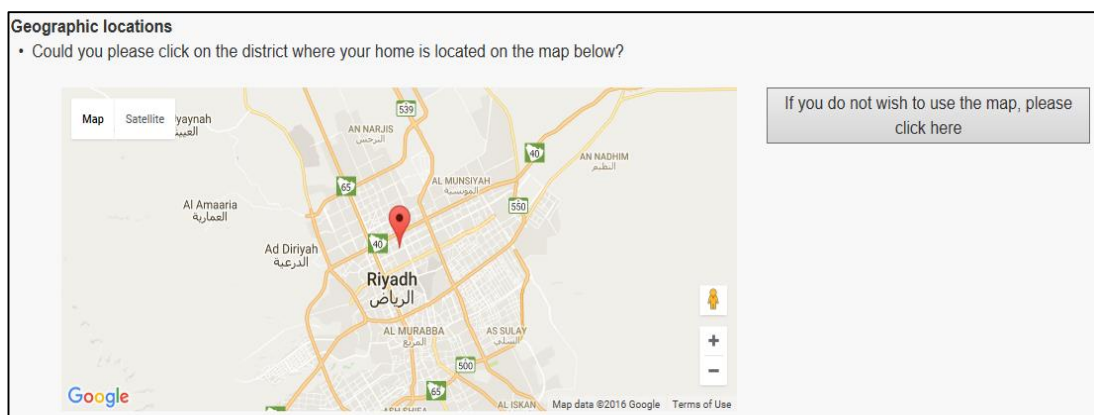 Geographic locations
• Could you please click on the district where your home is located on the map below?
If you do not wish to use the map, please
click here
Map Satellite
539
AN NARJIS
النرجس
40
AN NADHIM
النظيم
65
AL MUNSIYAH
المونسية
550
Al Amaaria
العمارية
40
Ad Diriyah
الدرعية
Riyadh
الرياض
AL MURABBA
المربع
AS SULAY
السلي
500
65
AL ISKAN
Google
Map data ©2016 Google Terms of Use